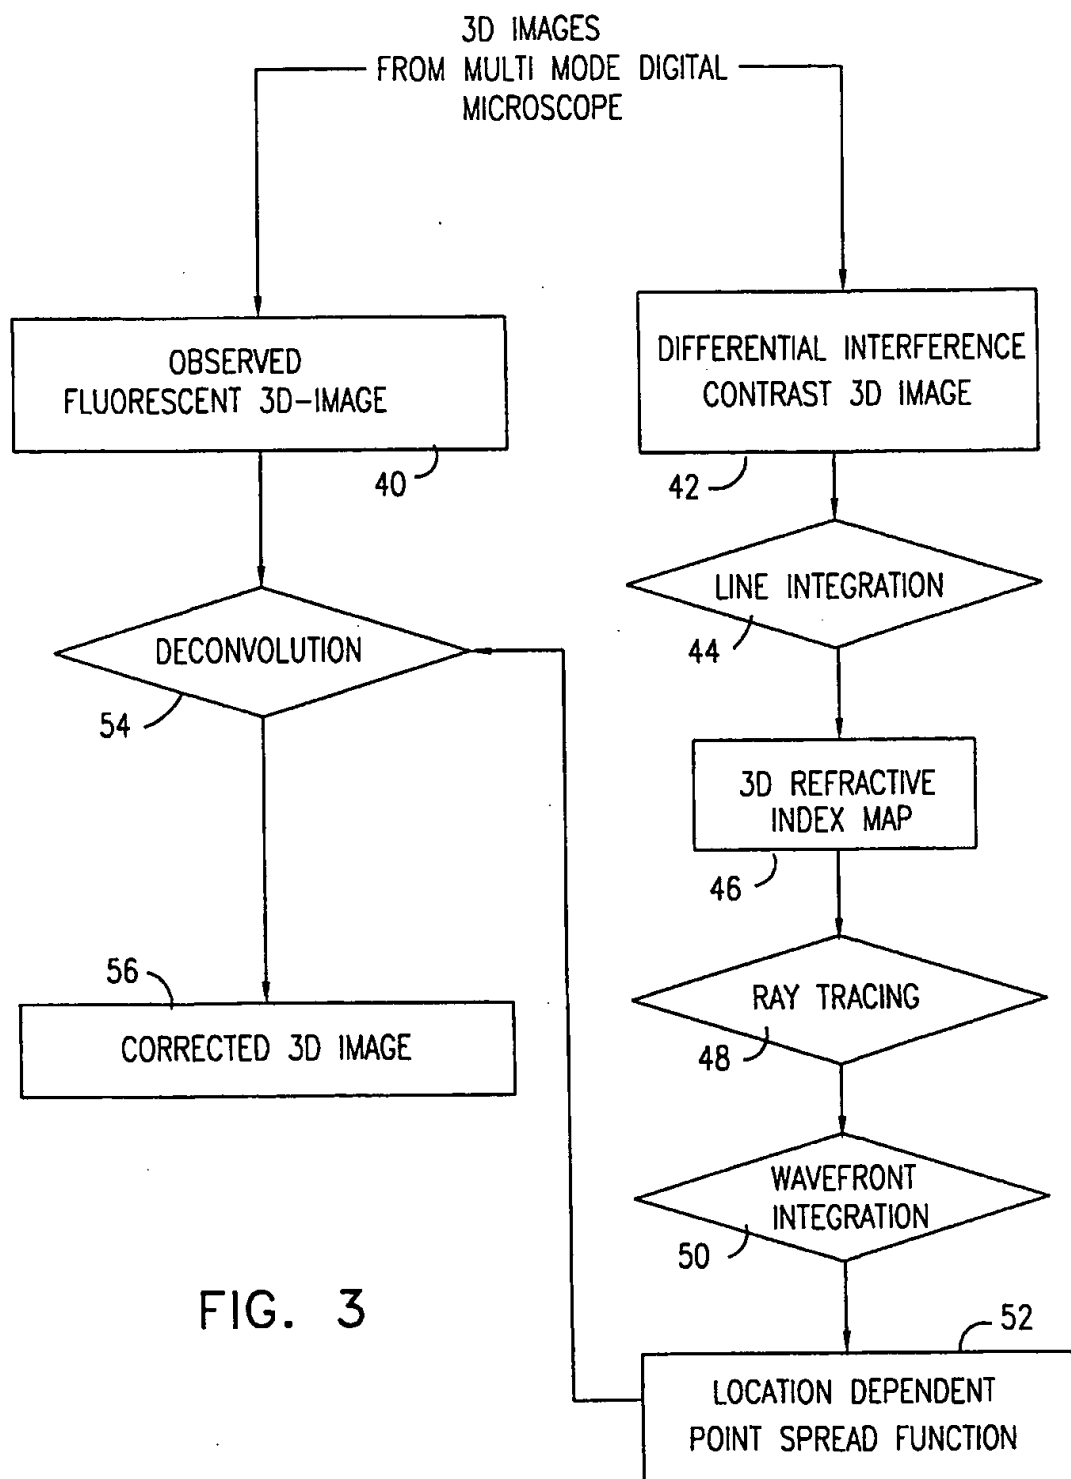 3D IMAGES
FROM MULTI MODE DIGITAL
MICROSCOPE
OBSERVED
FLUORESCENT 3D-IMAGE
40
DIFFERENTIAL INTERFERENCE
CONTRAST 3D IMAGE
42
LINE INTEGRATION
44
DECONVOLUTION
54
3D REFRACTIVE
INDEX MAP
46
RAY TRACING
48
56
CORRECTED 3D IMAGE
WAVEFRONT
INTEGRATION
50
52
LOCATION DEPENDENT
POINT SPREAD FUNCTION
FIG. 3